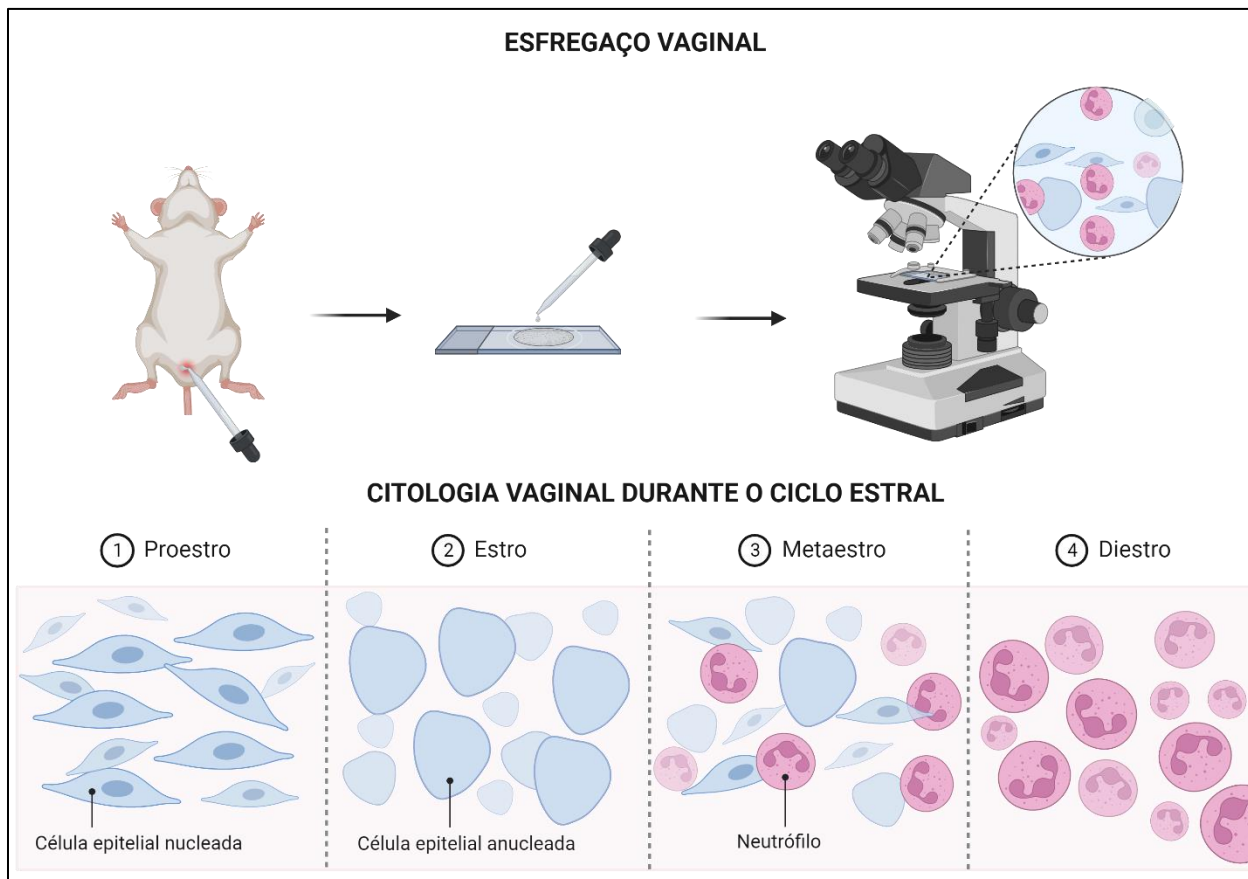 ESFREGAÇO VAGINAL
CITOLOGIA VAGINAL DURANTE O CICLO ESTRAL
1 Proestro
2 Estro
3 Metaestro
4 Diestro
Célula epitelial nucleada
Célula epitelial anucleada
Neutrófilo